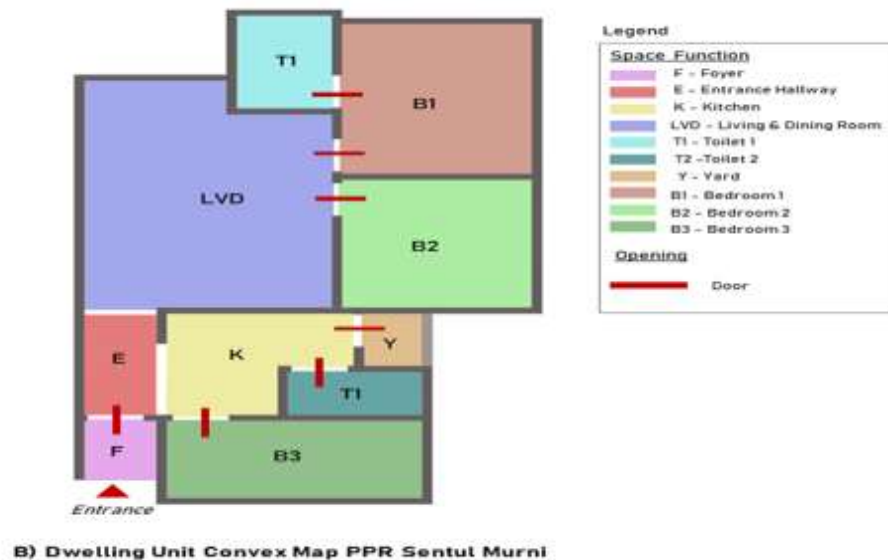 T1
B1
LVD
B2
E
K
Y
T1
F
B3
Entrance
Legend
Space Function
F - Foyer
E - Entrance Hallway
K - Kitchen
LVD - Living & Dining Room
T1 - Toilet 1
T2 -Toilet 2
Y - Yard
B1 - Bedroom 1
B2 - Bedroom 2
B3 - Bedroom 3
Opening
Door
B) Dwelling Unit Convex Map PPR Sentul Murni